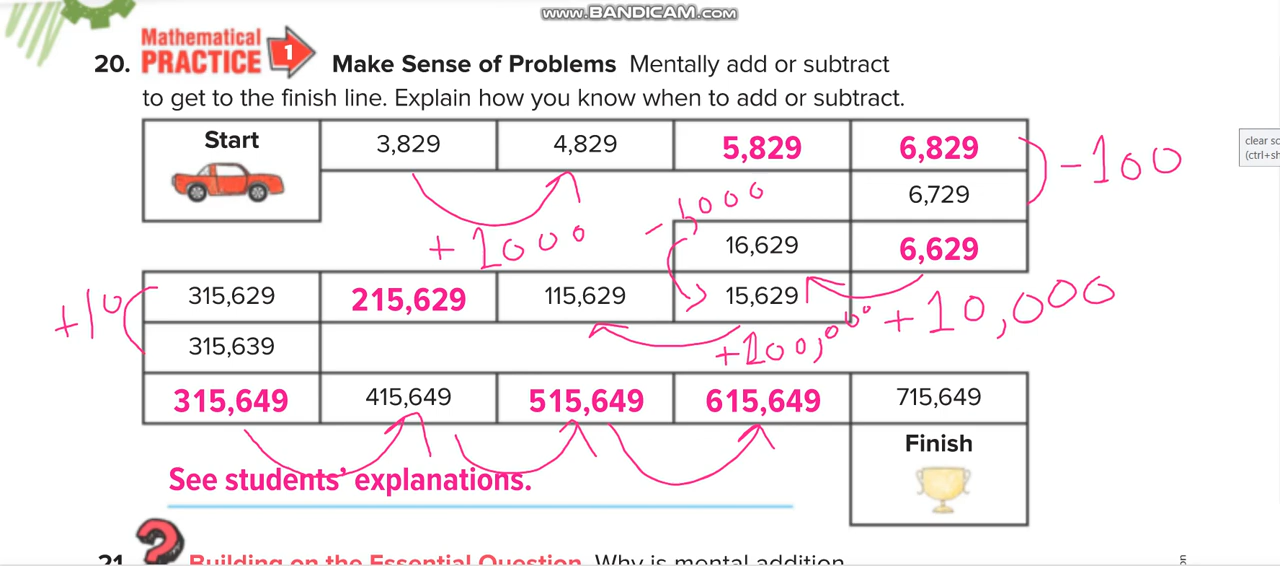 www.BANDICAM.com
20. Mathematical PRACTICE 1 Make Sense of Problems Mentally add or subtract
to get to the finish line. Explain how you know when to add or subtract.
Start 3,829 4,829 5,829 6,829
-100
clear sc
(ctrl+sh
6,729
-1,000
+1000
16,629 6,629
+10
315,629 215,629 115,629 15,629
+10,000
315,639
+100,000
315,649 415,649 515,649 615,649 715,649
Finish
See students' explanations.
21. ? Building on the Essential Question Why is mental addition